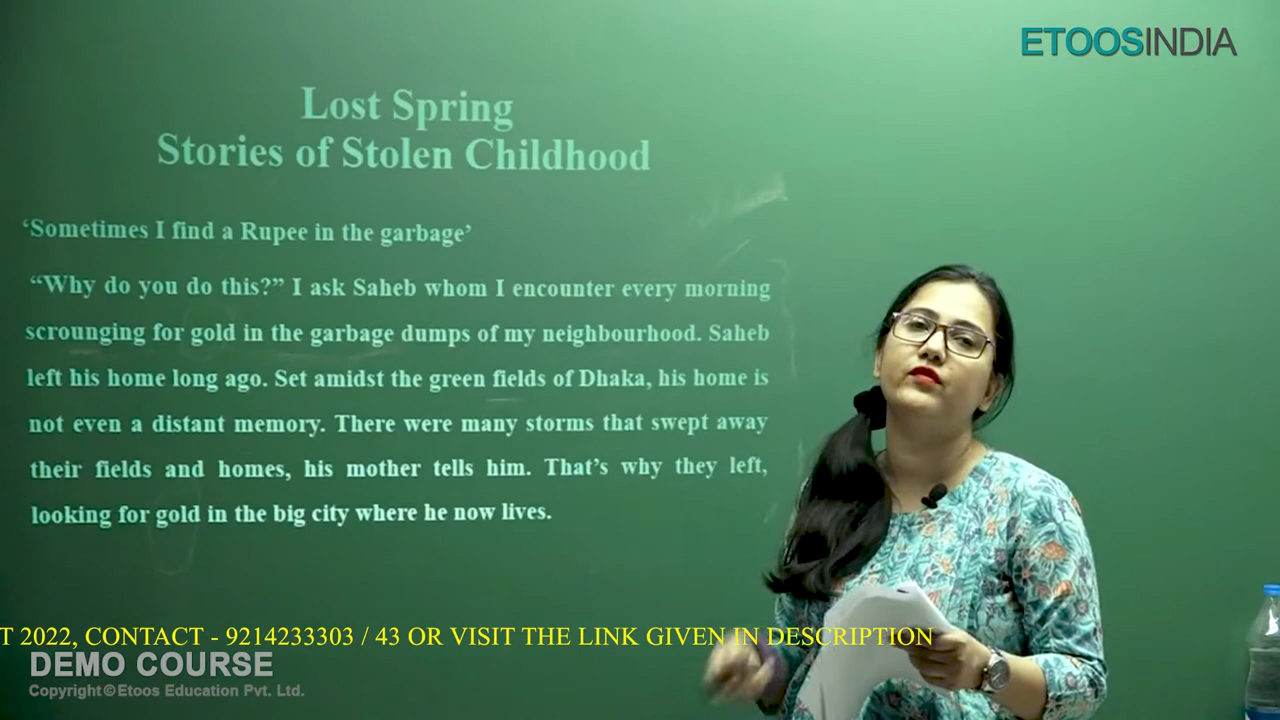 ETOOSINDIA
Lost Spring
Stories of Stolen Childhood
‘Sometimes I find a Rupee in the garbage’
“Why do you do this?” I ask Saheb whom I encounter every morning
scrounging for gold in the garbage dumps of my neighbourhood. Saheb
left his home long ago. Set amidst the green fields of Dhaka, his home is
not even a distant memory. There were many storms that swept away
their fields and homes, his mother tells him. That’s why they left,
looking for gold in the big city where he now lives.
T 2022, CONTACT - 9214233303 / 43 OR VISIT THE LINK GIVEN IN DESCRIPTION
DEMO COURSE
Copyright © Etoos Education Pvt. Ltd.